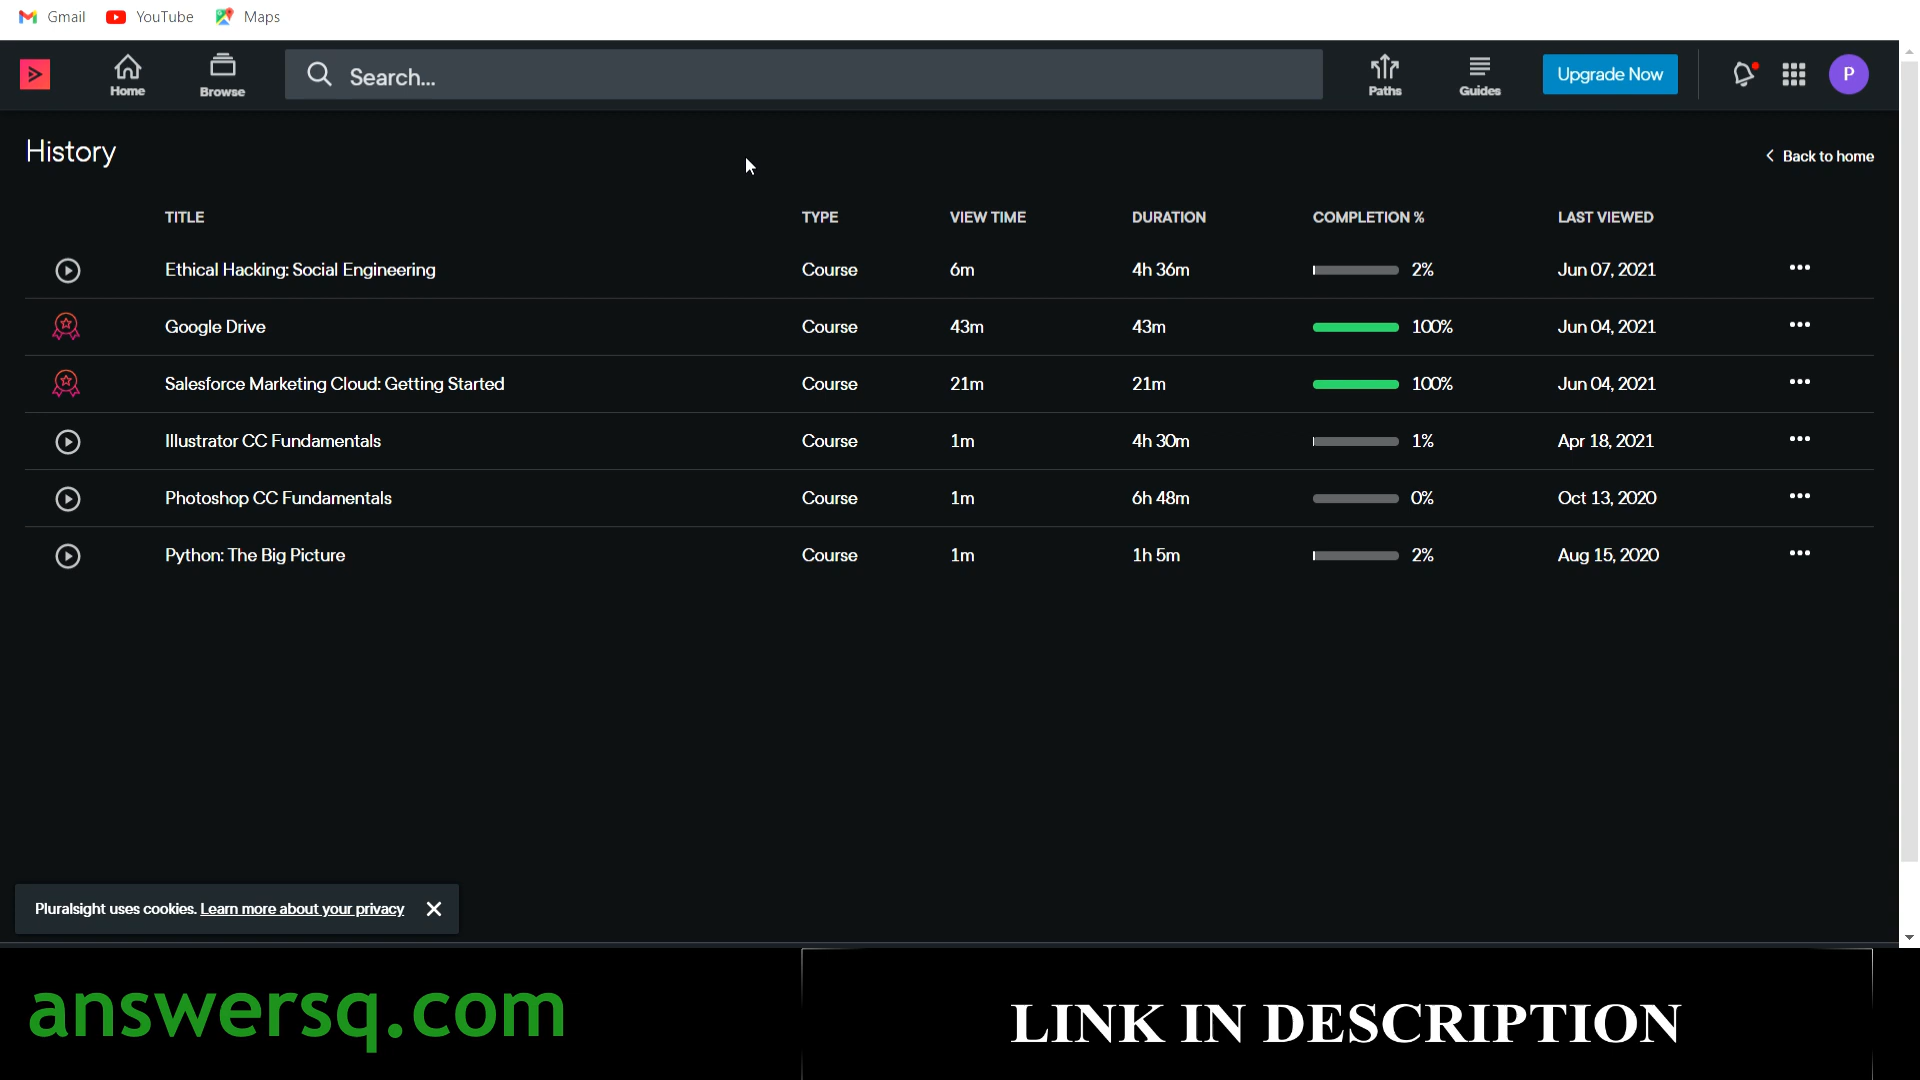 Gmail YouTube Maps
Home Browse Search... Paths Guides Upgrade Now P
History
Back to home
TITLE TYPE VIEW TIME DURATION COMPLETION % LAST VIEWED
Ethical Hacking: Social Engineering Course 6m 4h 36m 2% Jun 07, 2021
Google Drive Course 43m 43m 100% Jun 04, 2021
Salesforce Marketing Cloud: Getting Started Course 21m 21m 100% Jun 04, 2021
Illustrator CC Fundamentals Course 1m 4h 30m 1% Apr 18, 2021
Photoshop CC Fundamentals Course 1m 6h 48m 0% Oct 13, 2020
Python: The Big Picture Course 1m 1h 5m 2% Aug 15, 2020
Pluralsight uses cookies. Learn more about your privacy
answersq.com
LINK IN DESCRIPTION